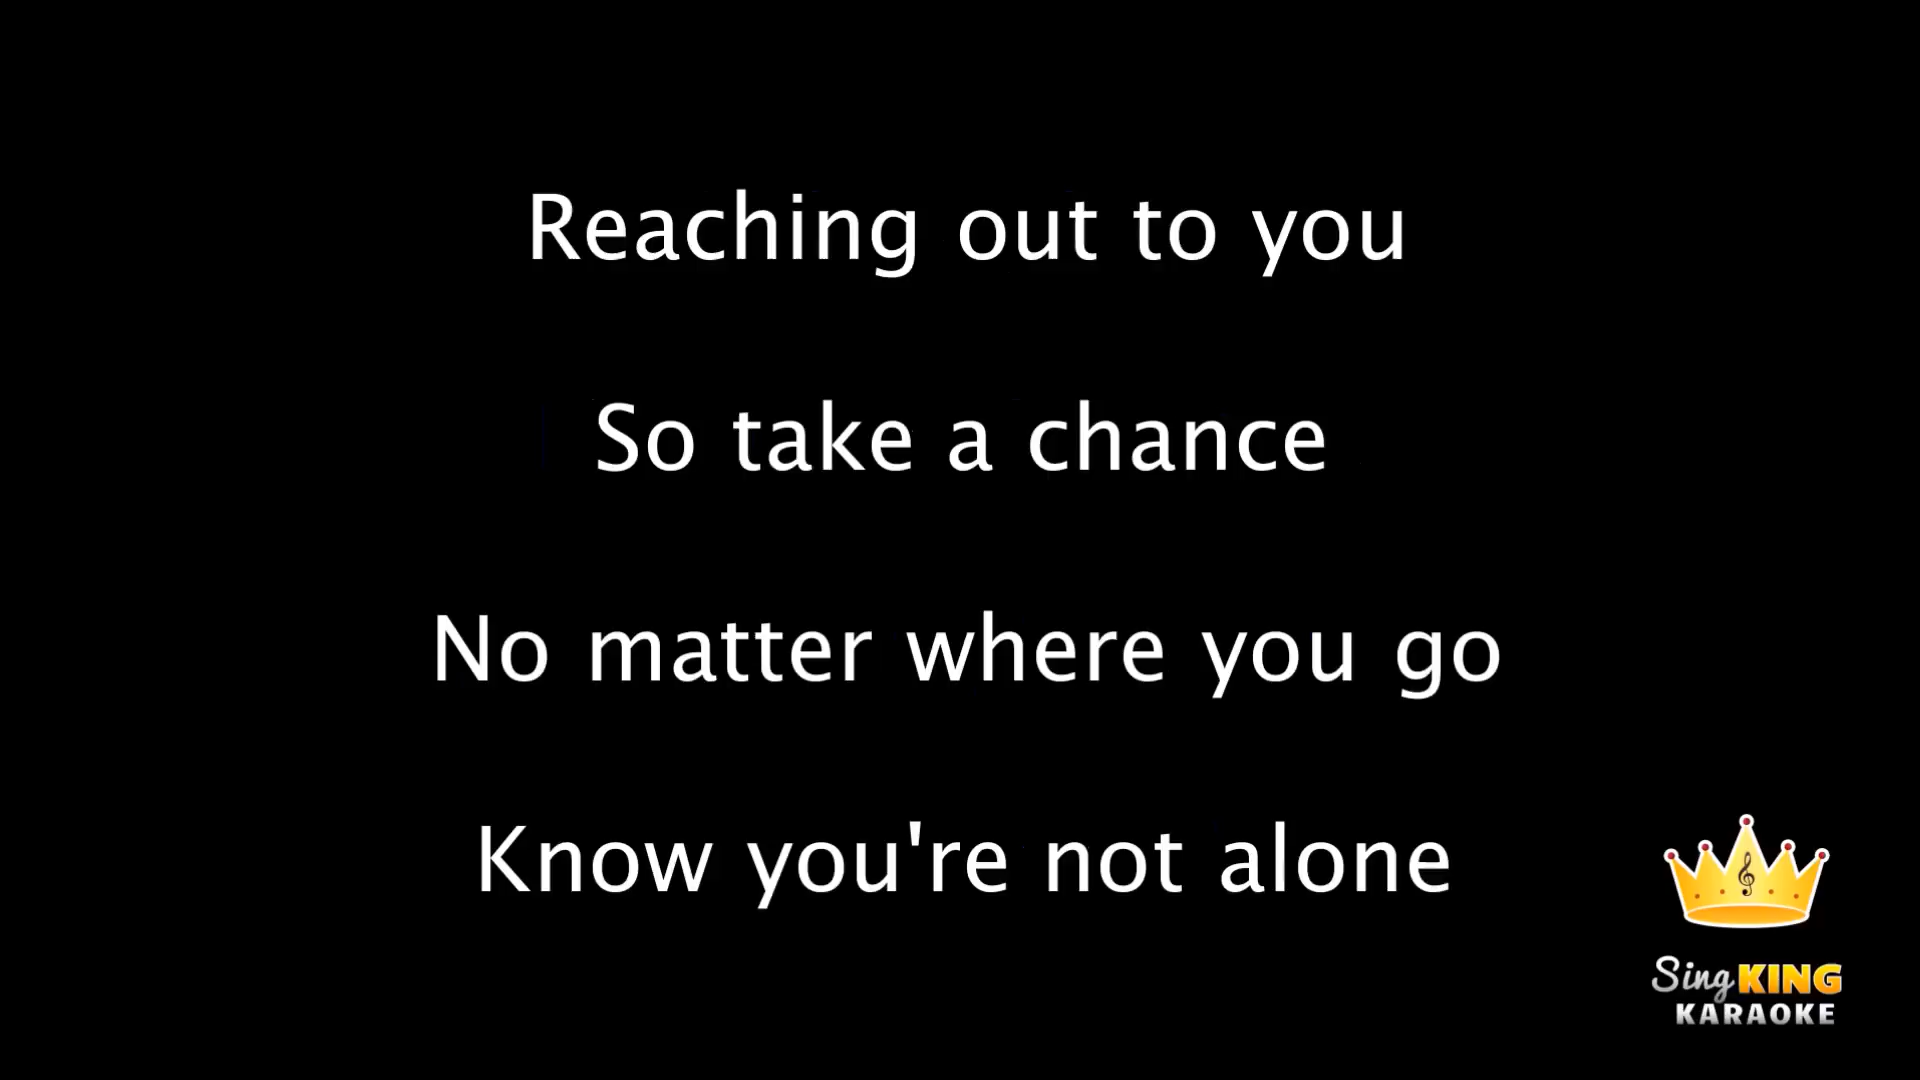 Reaching out to you
So take a chance
No matter where you go
Know you're not alone
Sing KING
KARAOKE